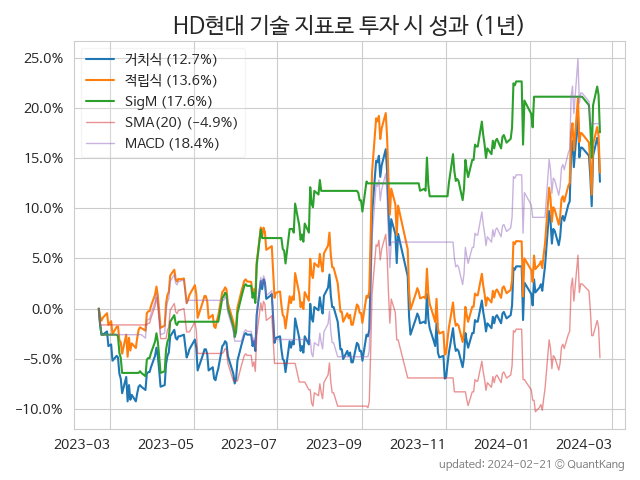 HD현대 기술 지표로 투자 시 성과 (1년)
25.0%
20.0%
15.0%
10.0%
5.0%
0.0%
−5.0%
−10.0%
거치식 (12.7%)
적립식 (13.6%)
SigM (17.6%)
SMA(20) (−4.9%)
MACD (18.4%)
2023-03 2023-05 2023-07 2023-09 2023-11 2024-01 2024-03
updated: 2024-02-21 © QuantKang